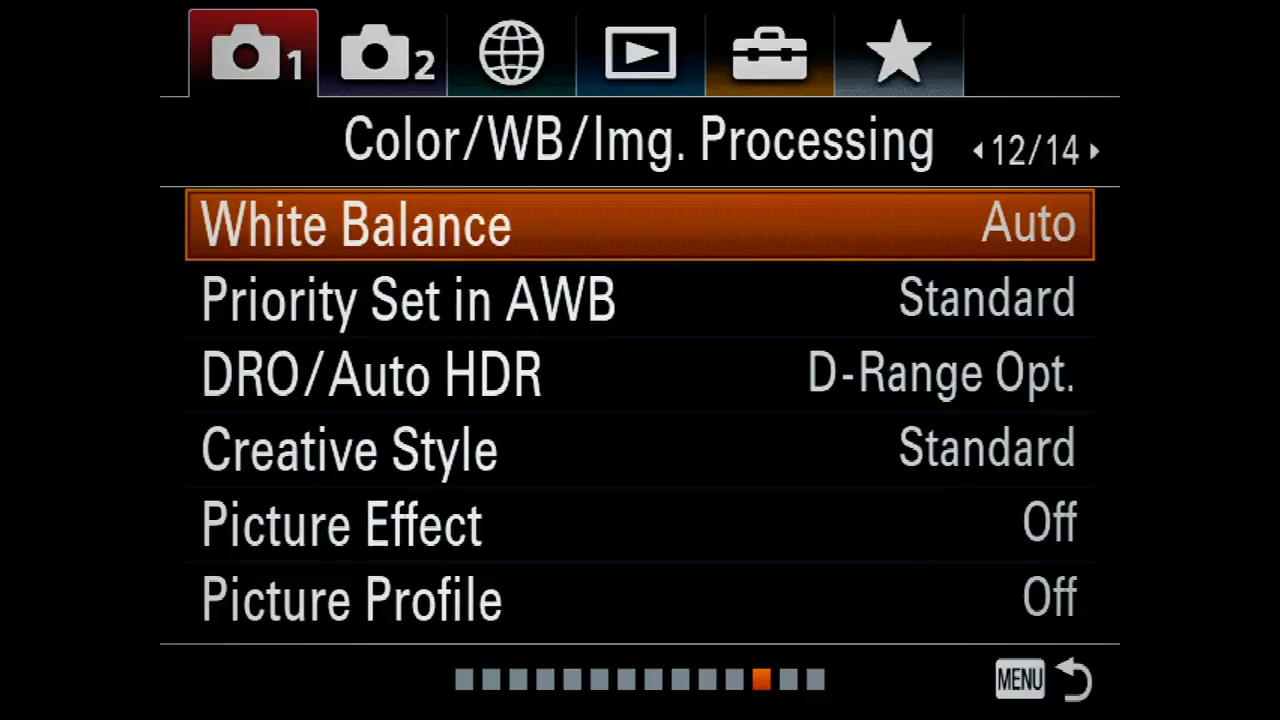 1 2
Color/WB/Img. Processing 12/14
White Balance Auto
Priority Set in AWB Standard
DRO/Auto HDR D-Range Opt.
Creative Style Standard
Picture Effect Off
Picture Profile Off
MENU